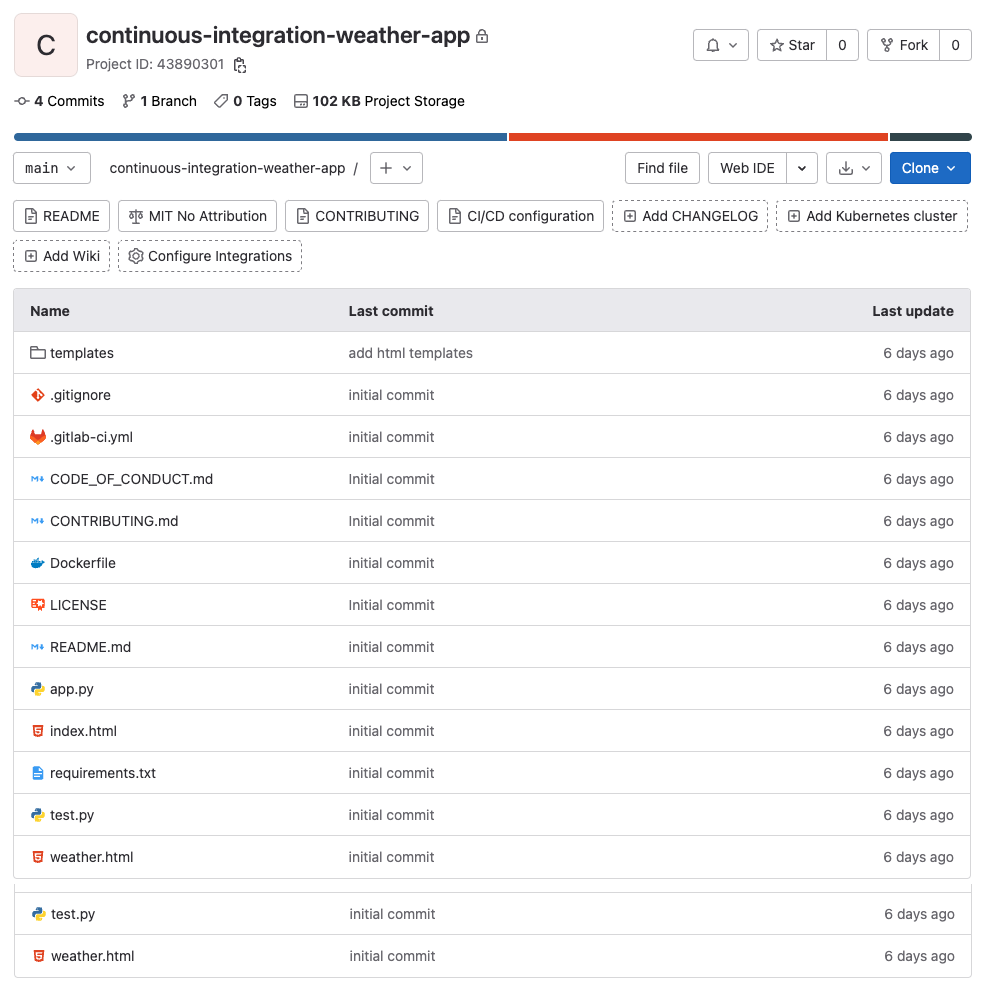 C
continuous-integration-weather-app
Star 0 Fork 0
Project ID: 43890301
4 Commits 1 Branch 0 Tags 102 KB Project Storage
main continuous-integration-weather-app / + Find file Web IDE Clone
README MIT No Attribution CONTRIBUTING CI/CD configuration Add CHANGELOG Add Kubernetes cluster
Add Wiki Configure Integrations
Name Last commit Last update
templates add html templates 6 days ago
.gitignore initial commit 6 days ago
.gitlab-ci.yml initial commit 6 days ago
CODE_OF_CONDUCT.md Initial commit 6 days ago
CONTRIBUTING.md Initial commit 6 days ago
Dockerfile initial commit 6 days ago
LICENSE Initial commit 6 days ago
README.md initial commit 6 days ago
app.py initial commit 6 days ago
index.html initial commit 6 days ago
requirements.txt initial commit 6 days ago
test.py initial commit 6 days ago
weather.html initial commit 6 days ago
test.py initial commit 6 days ago
weather.html initial commit 6 days ago